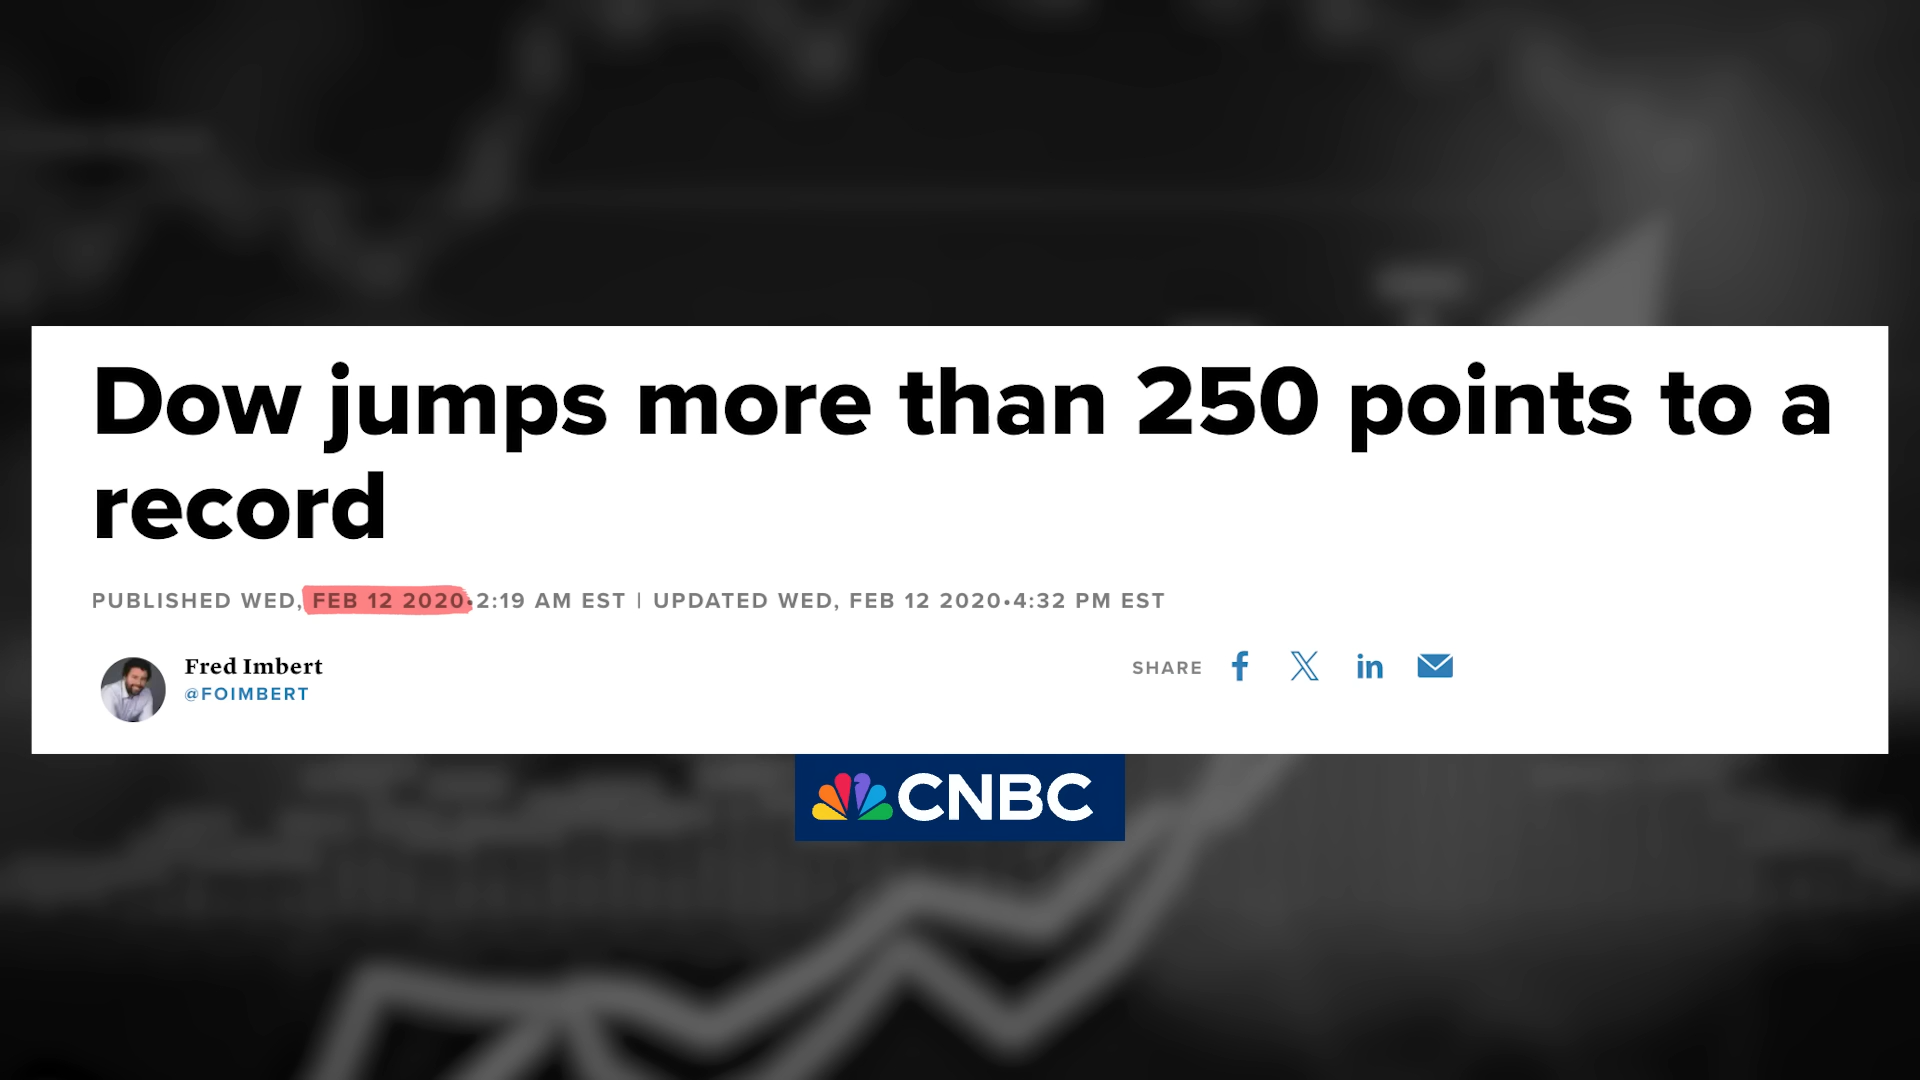 Dow jumps more than 250 points to a
record
PUBLISHED WED, FEB 12 2020•2:19 AM EST | UPDATED WED, FEB 12 2020•4:32 PM EST
Fred Imbert
@FOIMBERT
SHARE
CNBC